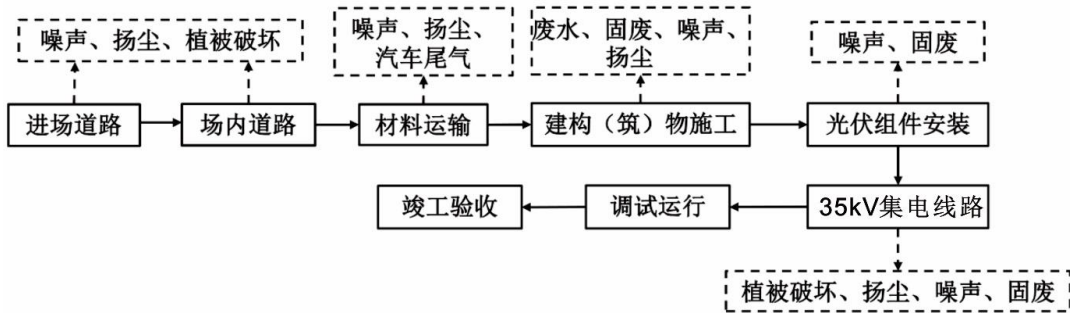 噪声、扬尘、植被破坏
噪声、扬尘、
汽车尾气
废水、固废、噪声、
扬尘
噪声、固废
进场道路
场内道路
材料运输
建构（筑）物施工
光伏组件安装
竣工验收
调试运行
35kV集电线路
植被破坏、扬尘、噪声、固废